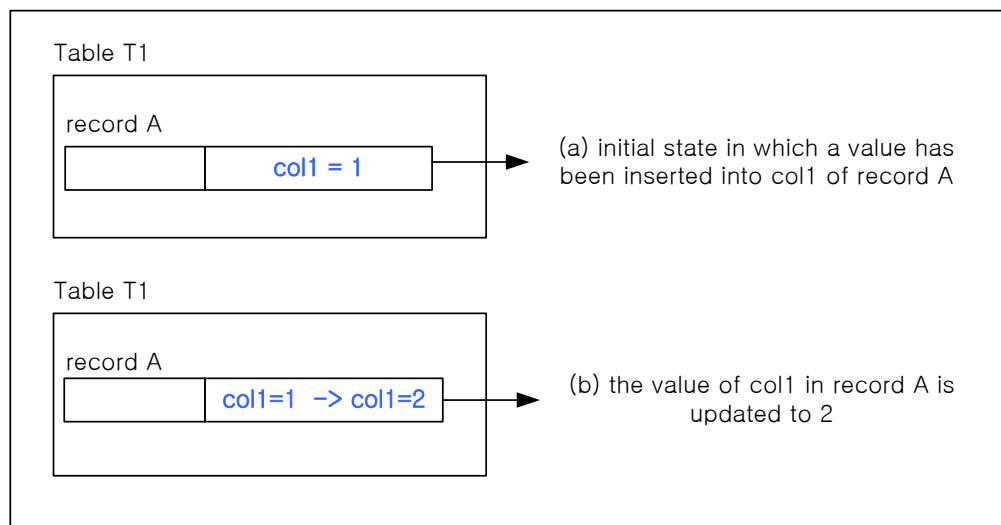 Table T1
record A
col1 = 1
(a) initial state in which a value has
been inserted into col1 of record A
Table T1
record A
col1=1 -> col1=2
(b) the value of col1 in record A is
updated to 2